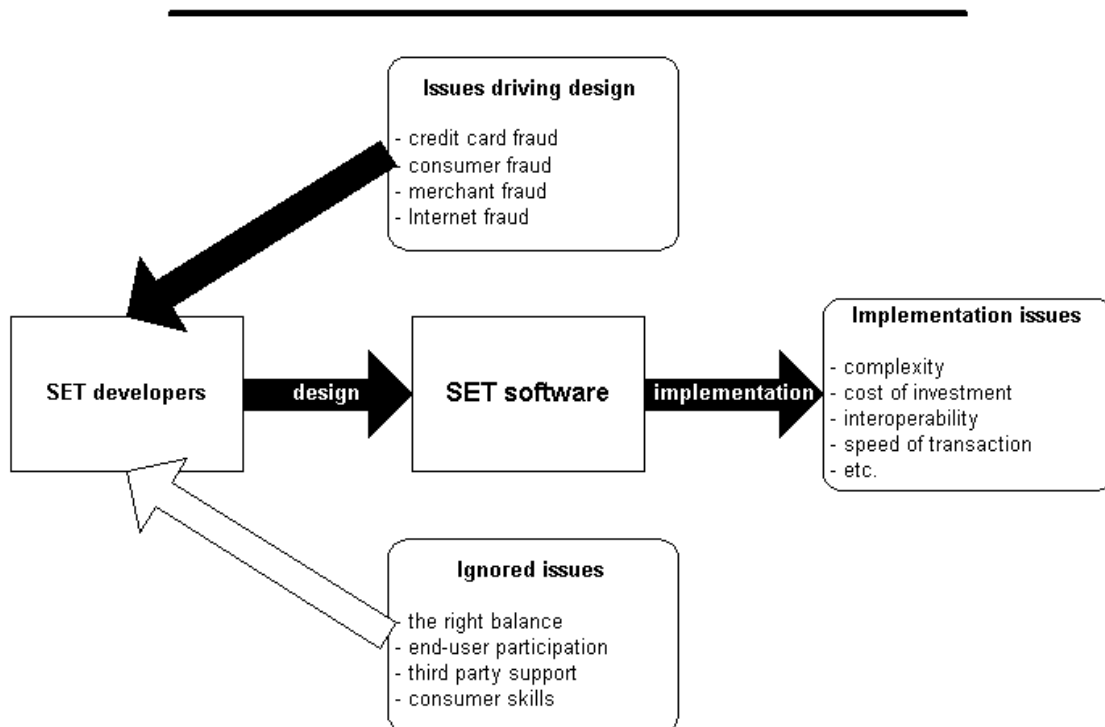 Issues driving design
- credit card fraud
- consumer fraud
- merchant fraud
- Internet fraud
SET developers
design
SET software
implementation
Implementation issues
- complexity
- cost of investment
- interoperability
- speed of transaction
- etc.
Ignored issues
- the right balance
- end-user participation
- third party support
- consumer skills